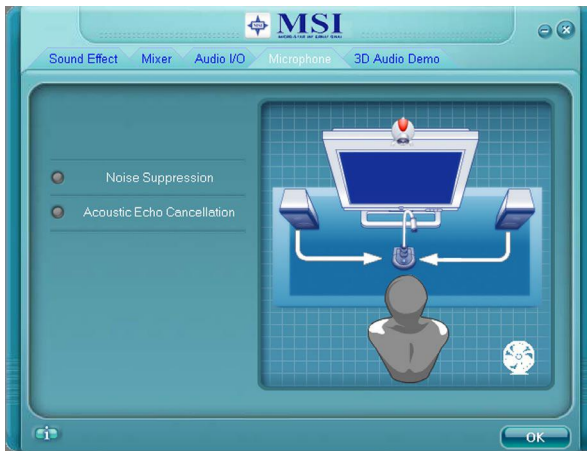 MSI
Sound Effect Mixer Audio I/O Microphone 3D Audio Demo
Noise Suppression
Acoustic Echo Cancellation
i
OK